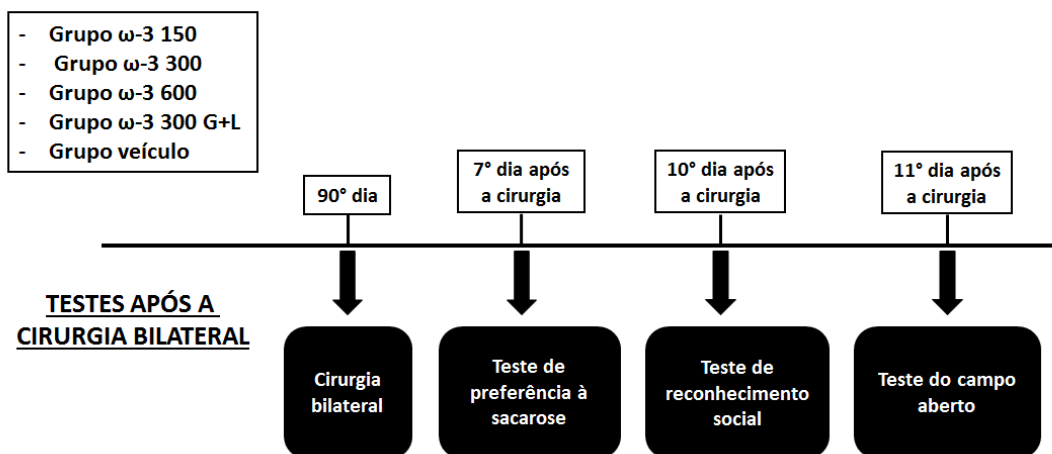 - Grupo ω-3 150
- Grupo ω-3 300
- Grupo ω-3 600
- Grupo ω-3 300 G+L
- Grupo veículo
90° dia
7° dia após
a cirurgia
10° dia após
a cirurgia
11° dia após
a cirurgia
TESTES APÓS A
CIRURGIA BILATERAL
Cirurgia
bilateral
Teste de
preferência à
sacarose
Teste de
reconhecimento
social
Teste do campo
aberto